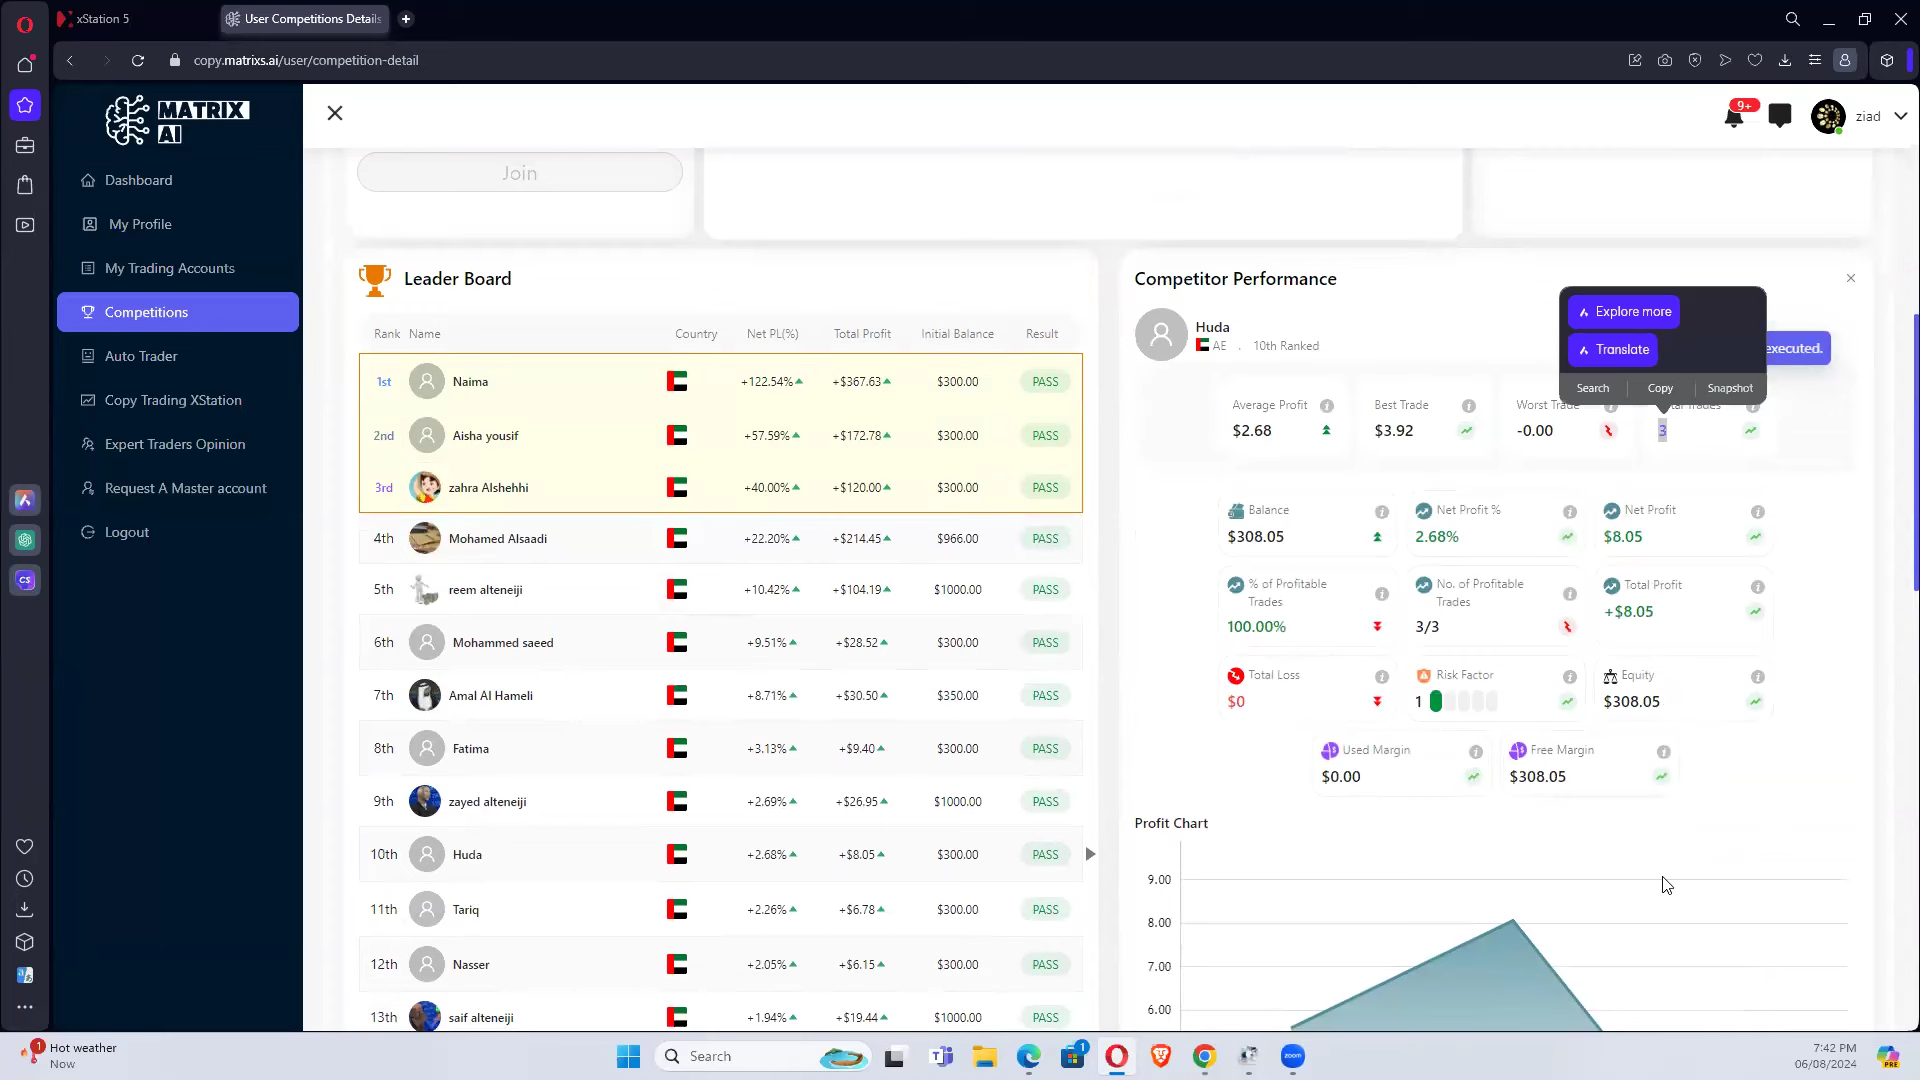 xStation 5
User Competitions Details
copy.matrixs.ai/user/competition-detail
MATRIX
AI
Dashboard
My Profile
My Trading Accounts
Competitions
Auto Trader
Copy Trading XStation
Expert Traders Opinion
Request A Master account
Logout
9+
ziad
Join
Leader Board
Rank Name Country Net PL(%) Total Profit Initial Balance Result
1st Naima +122.54% +$367.63 $300.00 PASS
2nd Aisha yousif +57.59% +$172.78 $300.00 PASS
3rd zahra Alshehhi +40.00% +$120.00 $300.00 PASS
4th Mohamed Alsaadi +22.20% +$214.45 $966.00 PASS
5th reem alteneiji +10.42% +$104.19 $1000.00 PASS
6th Mohammed saeed +9.51% +$28.52 $300.00 PASS
7th Amal Al Hameli +8.71% +$30.50 $350.00 PASS
8th Fatima +3.13% +$9.40 $300.00 PASS
9th zayed alteneiji +2.69% +$26.95 $1000.00 PASS
10th Huda +2.68% +$8.05 $300.00 PASS
11th Tariq +2.26% +$6.78 $300.00 PASS
12th Nasser +2.05% +$6.15 $300.00 PASS
13th saif alteneiji +1.94% +$19.44 $1000.00 PASS
Competitor Performance
Huda
AE . 10th Ranked
Explore more
Translate
executed.
Search Copy Snapshot
Average Profit Best Trade Worst Trade Trades
$2.68 $3.92 -0.00 3
Balance Net Profit % Net Profit
$308.05 2.68% $8.05
% of Profitable Trades No. of Profitable Trades Total Profit
100.00% 3/3 +$8.05
Total Loss Risk Factor Equity
$0 1 $308.05
Used Margin Free Margin
$0.00 $308.05
Profit Chart
9.00
8.00
7.00
6.00
CS
1
Hot weather
Now
Search
1
zoom
7:42 PM
06/08/2024
PRE